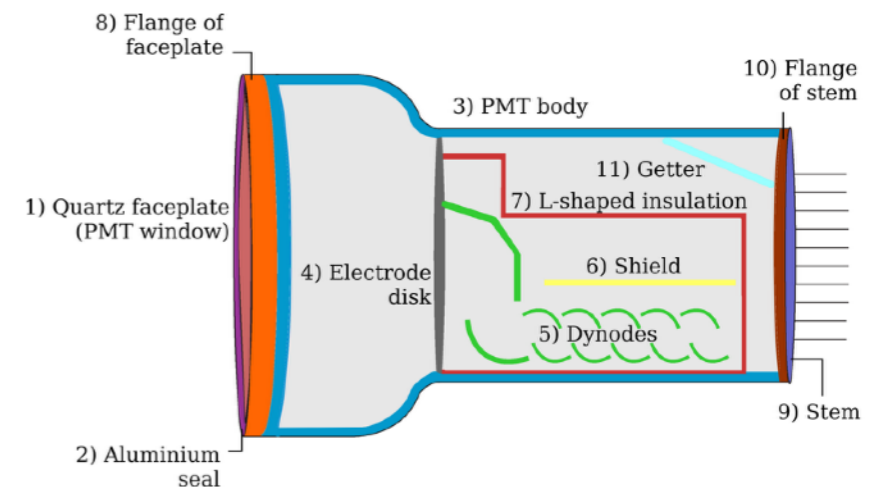 8) Flange of
faceplate
10) Flange
of stem
3) PMT body
11) Getter
7) L-shaped insulation
1) Quartz faceplate
(PMT window)
6) Shield
4) Electrode
disk
5) Dynodes
9) Stem
2) Aluminium
seal